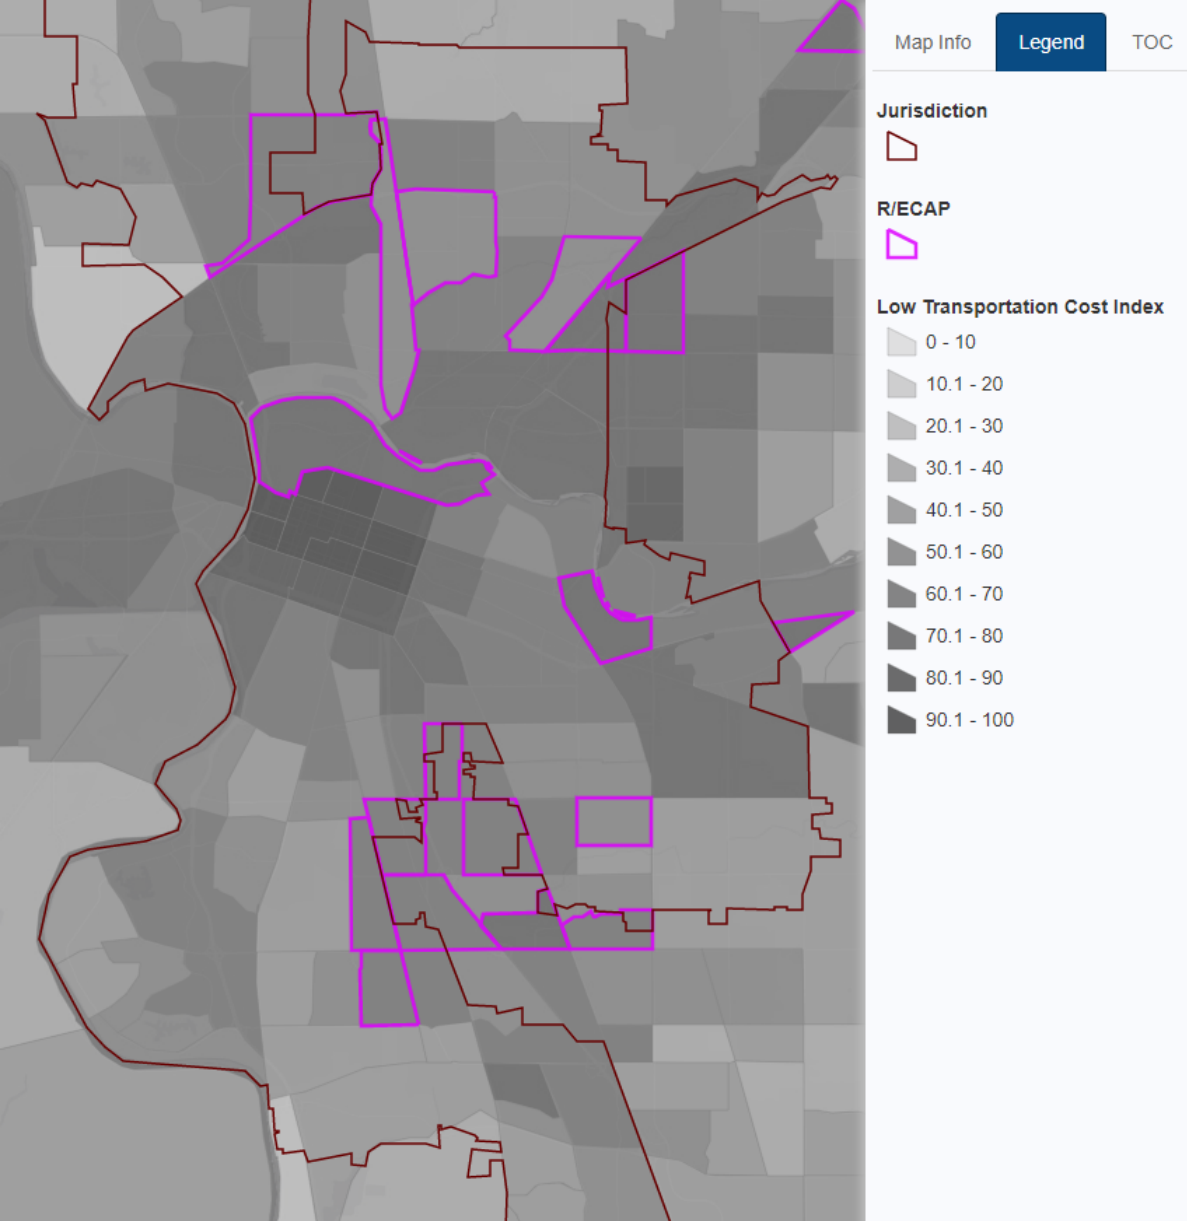 Map Info Legend TOC
Jurisdiction
R/ECAP
Low Transportation Cost Index
0 - 10
10.1 - 20
20.1 - 30
30.1 - 40
40.1 - 50
50.1 - 60
60.1 - 70
70.1 - 80
80.1 - 90
90.1 - 100